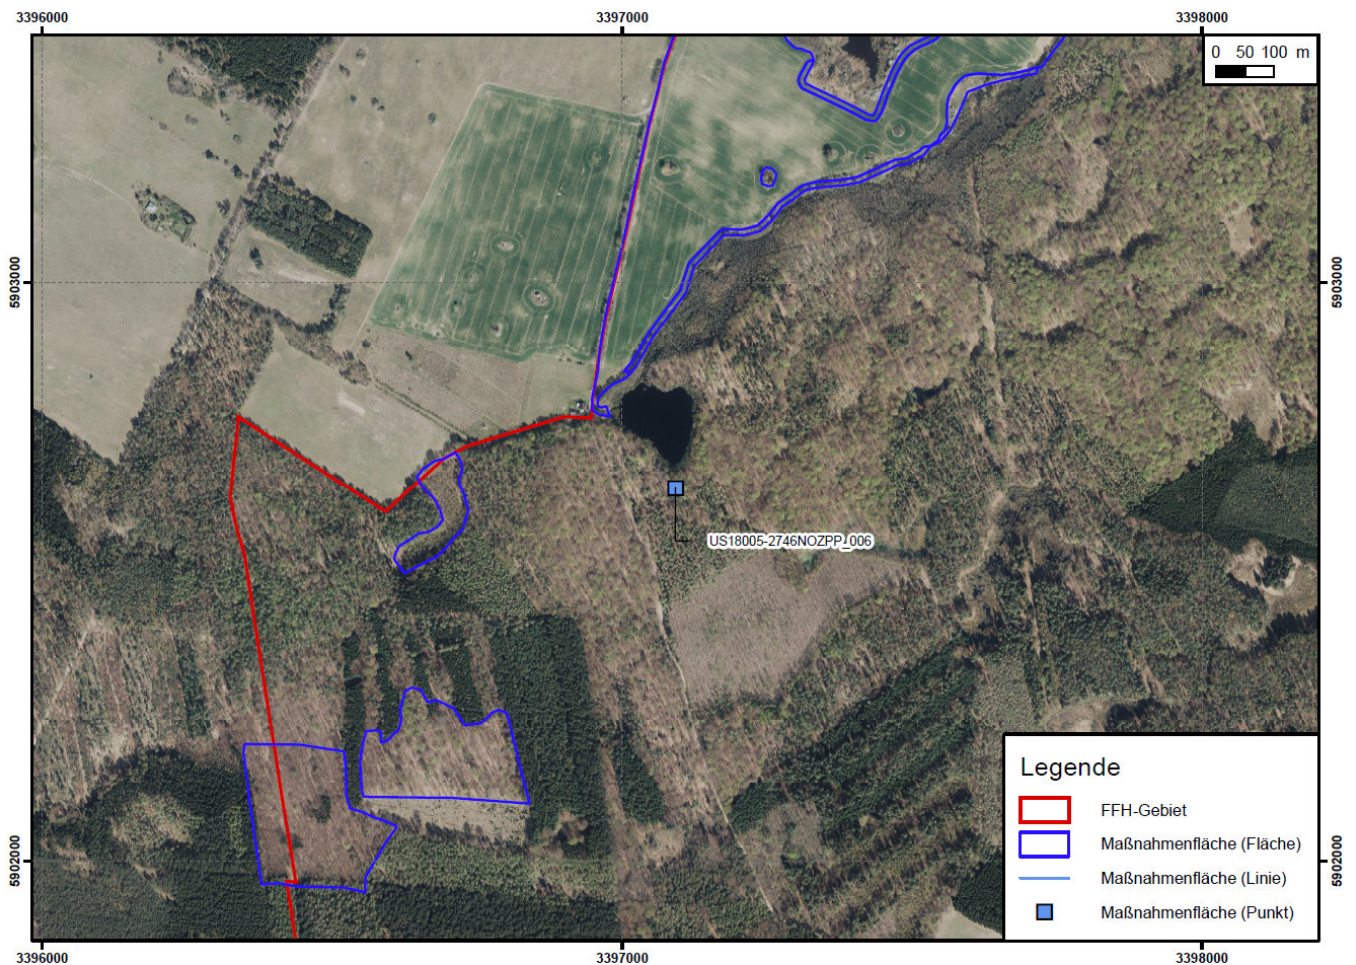 3396000 3397000 3398000
0 50 100 m
5903000 5903000
US18005-2746NOZPP_006
Legende
FFH-Gebiet
Maßnahmenfläche (Fläche)
5902000 5902000
Maßnahmenfläche (Linie)
Maßnahmenfläche (Punkt)
3396000 3397000 3398000